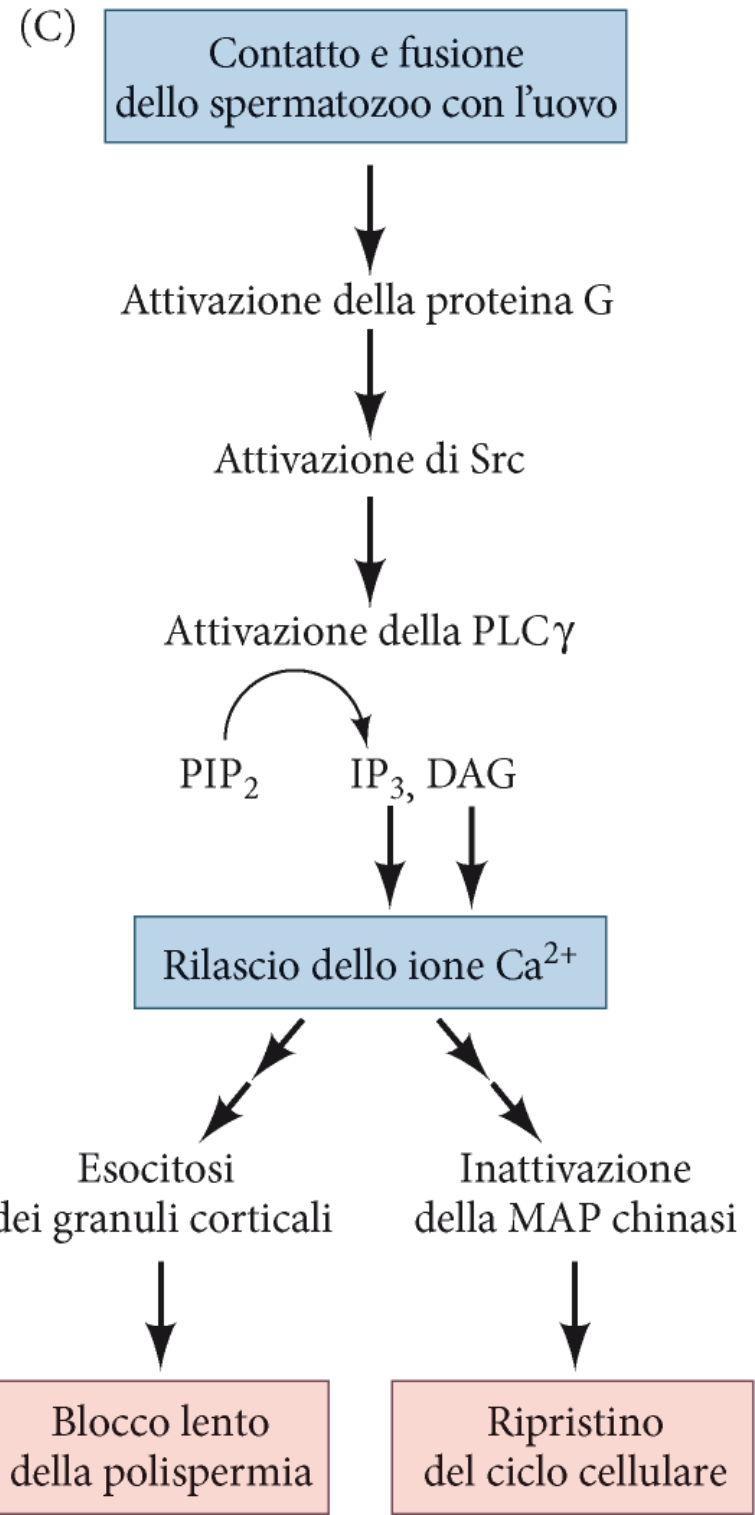 (C)
Contatto e fusione
dello spermatozoo con l'uovo
Attivazione della proteina G
Attivazione di Src
Attivazione della PLCγ
PIP₂ IP₃, DAG
Rilascio dello ione Ca²⁺
Esocitosi
dei granuli corticali
Inattivazione
della MAP chinasi
Blocco lento
della polispermia
Ripristino
del ciclo cellulare